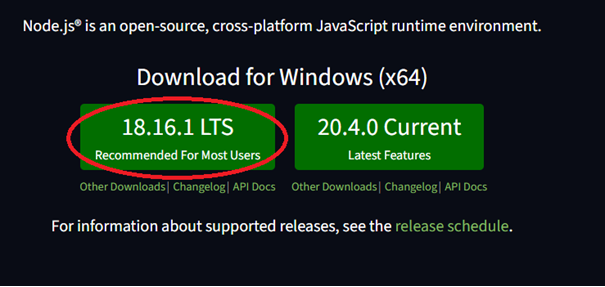 Node.js® is an open-source, cross-platform JavaScript runtime environment.
Download for Windows (x64)
18.16.1 LTS
Recommended For Most Users
20.4.0 Current
Latest Features
Other Downloads | Changelog | API Docs
Other Downloads | Changelog | API Docs
For information about supported releases, see the release schedule.